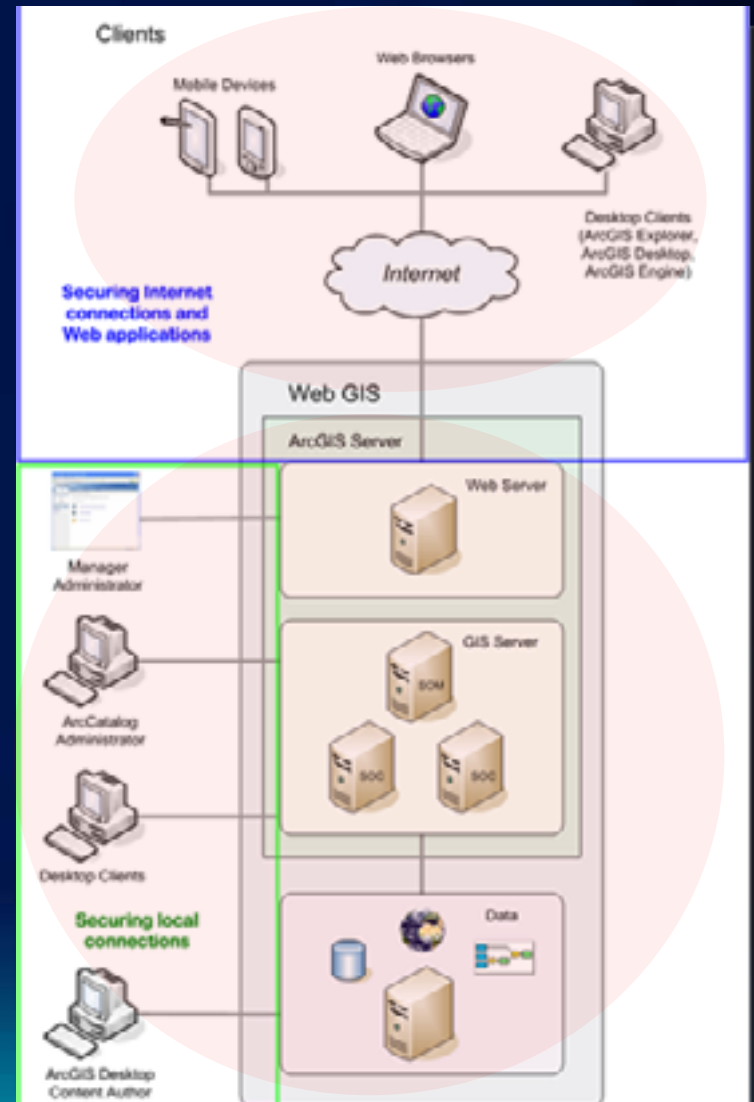 Clients
Web Browsers
Mobile Devices
Desktop Clients
(ArcGIS Explorer,
ArcGIS Desktop,
ArcGIS Engine)
Internet
Securing Internet
connections and
Web applications
Web GIS
ArcGIS Server
Web Server
Manager
Administrator
GIS Server
SOM
ArcCatalog
Administrator
SOC
SOC
Desktop Clients
Securing local
connections
Data
ArcGIS Desktop
Content Author